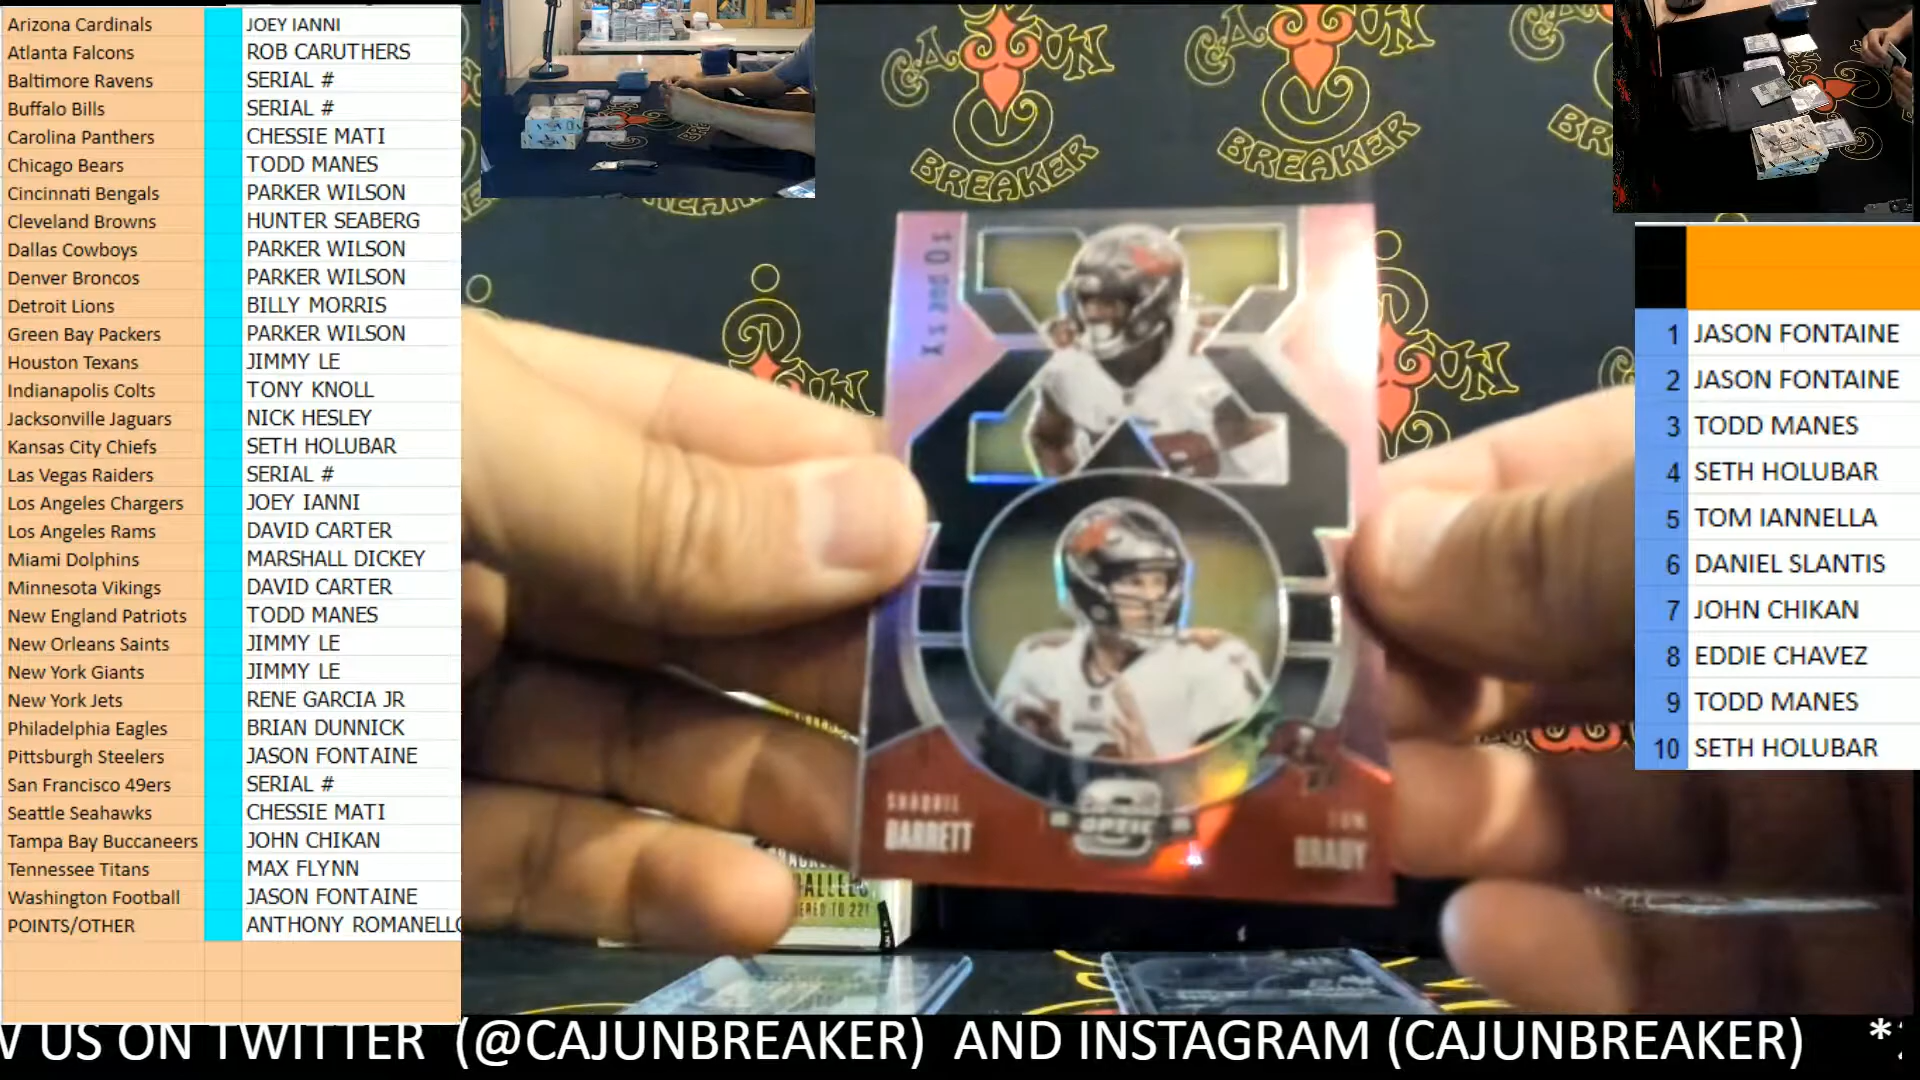 Arizona Cardinals JOEY IANNI
Atlanta Falcons ROB CARUTHERS
Baltimore Ravens SERIAL #
Buffalo Bills SERIAL #
Carolina Panthers CHESSIE MATI
Chicago Bears TODD MANES
Cincinnati Bengals PARKER WILSON
Cleveland Browns HUNTER SEABERG
Dallas Cowboys PARKER WILSON
Denver Broncos PARKER WILSON
Detroit Lions BILLY MORRIS
Green Bay Packers PARKER WILSON
Houston Texans JIMMY LE
Indianapolis Colts TONY KNOLL
Jacksonville Jaguars NICK HESLEY
Kansas City Chiefs SETH HOLUBAR
Las Vegas Raiders SERIAL #
Los Angeles Chargers JOEY IANNI
Los Angeles Rams DAVID CARTER
Miami Dolphins MARSHALL DICKEY
Minnesota Vikings DAVID CARTER
New England Patriots TODD MANES
New Orleans Saints JIMMY LE
New York Giants JIMMY LE
New York Jets RENE GARCIA JR
Philadelphia Eagles BRIAN DUNNICK
Pittsburgh Steelers JASON FONTAINE
San Francisco 49ers SERIAL #
Seattle Seahawks CHESSIE MATI
Tampa Bay Buccaneers JOHN CHIKAN
Tennessee Titans MAX FLYNN
Washington Football JASON FONTAINE
POINTS/OTHER ANTHONY ROMANELLO
CAJUN
BREAKER
CAJUN
BREAKER
SHAQUIL
BARRETT
OPTIC
TOM
BRADY
1 JASON FONTAINE
2 JASON FONTAINE
3 TODD MANES
4 SETH HOLUBAR
5 TOM IANNELLA
6 DANIEL SLANTIS
7 JOHN CHIKAN
8 EDDIE CHAVEZ
9 TODD MANES
10 SETH HOLUBAR
W US ON TWITTER (@CAJUNBREAKER) AND INSTAGRAM (CAJUNBREAKER) *